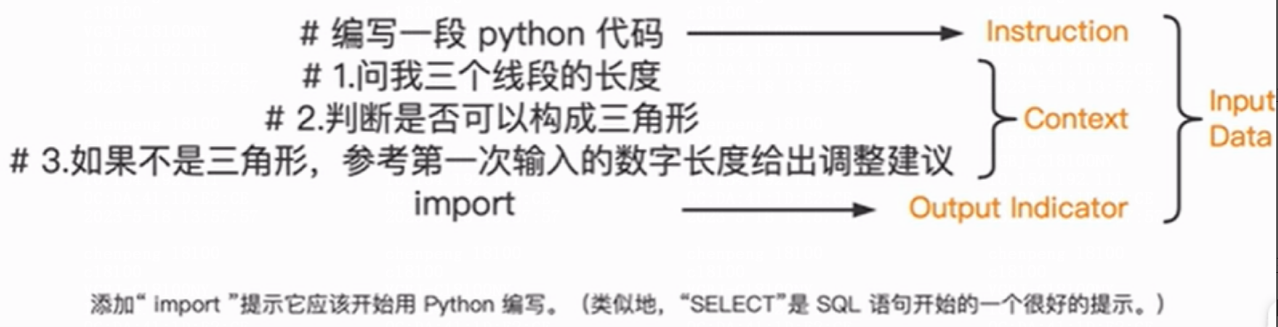 # 编写一段 python 代码 Instruction
# 1.问我三个线段的长度
# 2.判断是否可以构成三角形 Context
# 3.如果不是三角形，参考第一次输入的数字长度给出调整建议
import Output Indicator
Input
Data
添加“ import ”提示它应该开始用 Python 编写。（类似地，“SELECT”是 SQL 语句开始的一个很好的提示。）